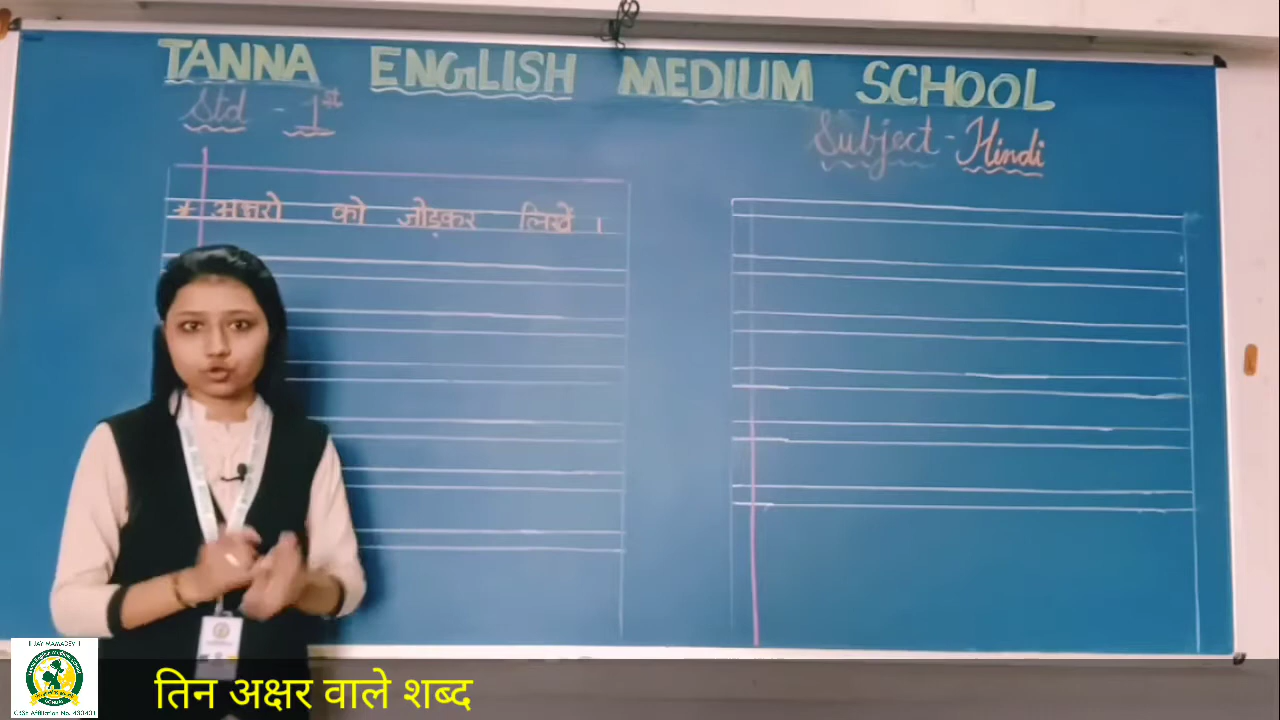 TANNA ENGLISH MEDIUM SCHOOL
Std - 1st
Subject - Hindi
* अक्षरो को जोड़कर लिखें ।
तिन अक्षर वाले शब्द